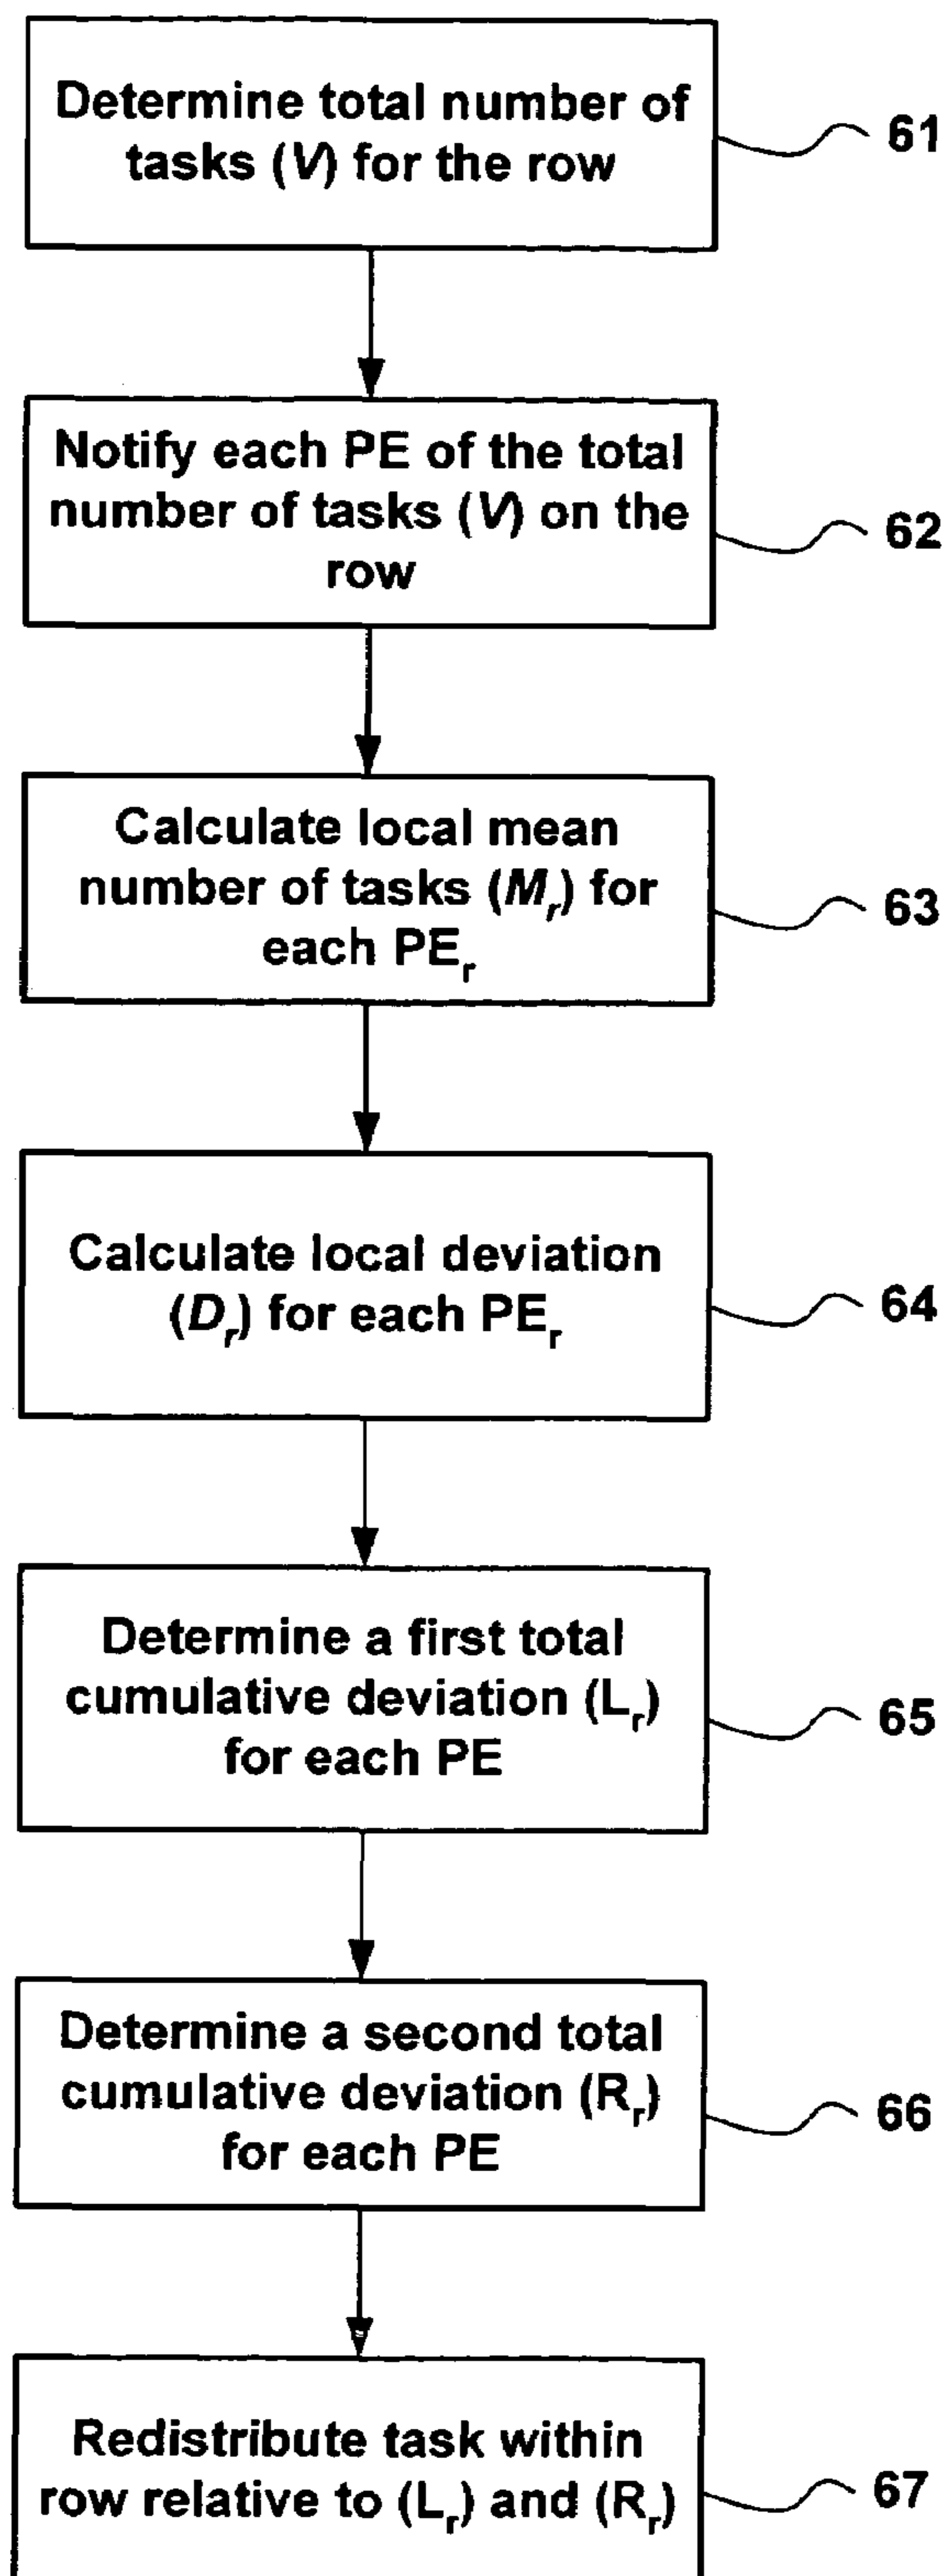 Determine total number of
tasks (V) for the row
61
Notify each PE of the total
number of tasks (V) on the
row
62
Calculate local mean
number of tasks (Mr) for
each PEr
63
Calculate local deviation
(Dr) for each PEr
64
Determine a first total
cumulative deviation (Lr)
for each PE
65
Determine a second total
cumulative deviation (Rr)
for each PE
66
Redistribute task within
row relative to (Lr) and (Rr)
67